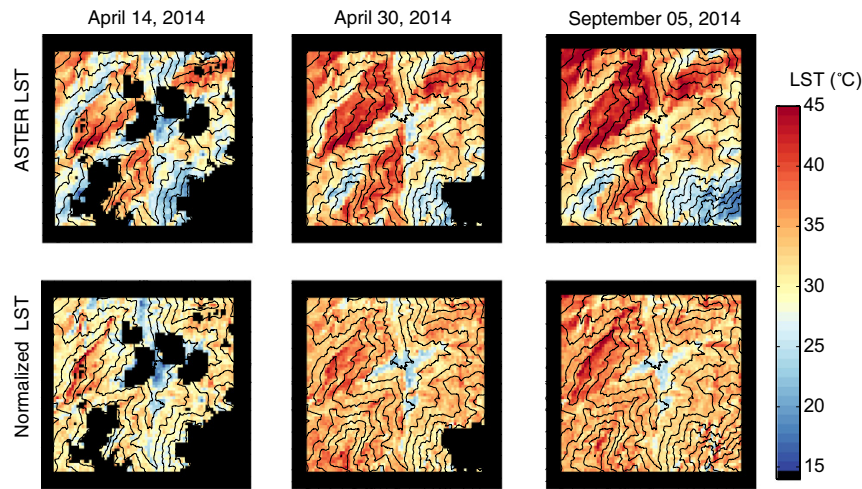 April 14, 2014
April 30, 2014
September 05, 2014
ASTER LST
Normalized LST
LST (°C)
45
40
35
30
25
20
15